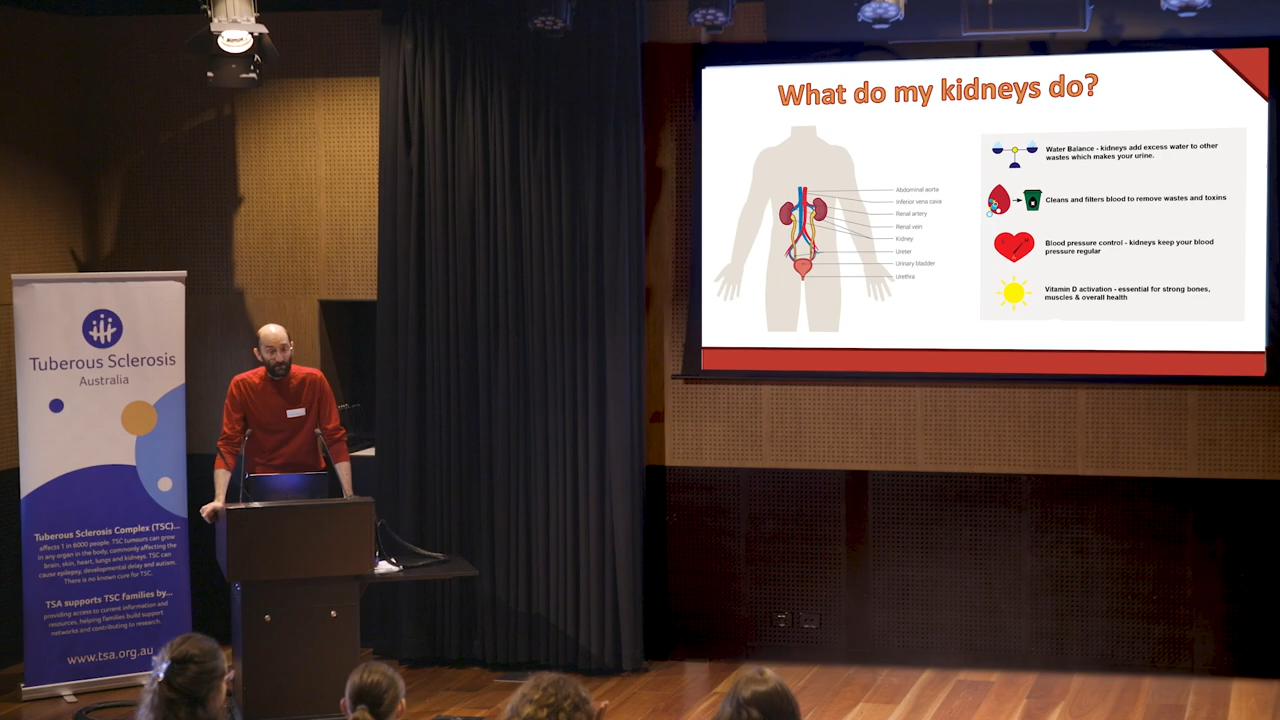 Tuberous Sclerosis
Australia
Tuberous Sclerosis Complex (TSC)...
affects 1 in 6000 people. TSC tumours can grow
in any organ in the body, commonly affecting the
brain, skin, heart, lungs and kidneys. TSC can
cause epilepsy, developmental delay and autism.
There is no known cure for TSC.
TSA supports TSC families by...
providing access to current information and
resources, helping families build support
networks and contributing to research.
www.tsa.org.au
What do my kidneys do?
Abdominal aorta
Inferior vena cava
Renal artery
Renal vein
Kidney
Ureter
Urinary bladder
Urethra
Water Balance - kidneys add excess water to other
wastes which makes your urine.
Cleans and filters blood to remove wastes and toxins
Blood pressure control - kidneys keep your blood
pressure regular
Vitamin D activation - essential for strong bones,
muscles & overall health